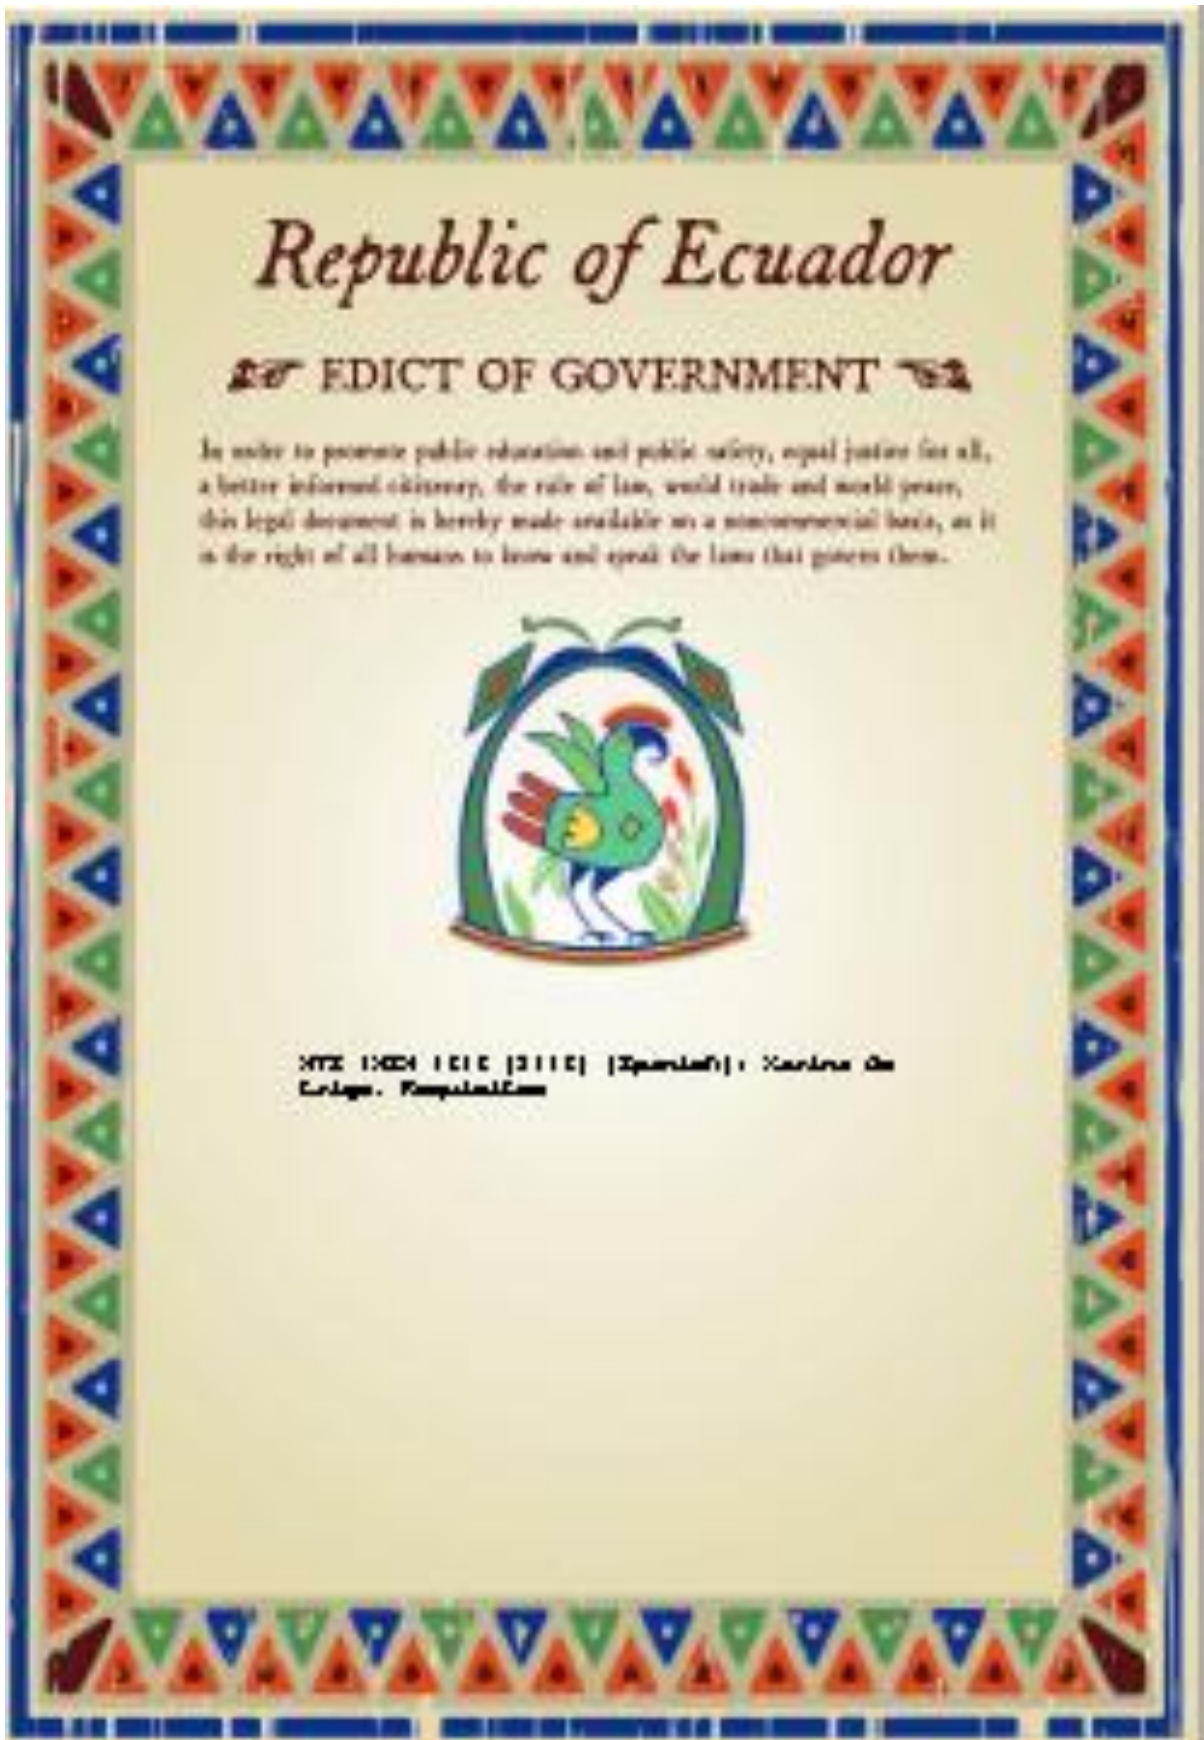 Republic of Ecuador
EDICT OF GOVERNMENT
In order to promote public education and public safety, equal justice for all,
a better informed citizenry, the rule of law, world trade and world peace,
this legal document is hereby made available on a noncommercial basis, as it
is the right of all humans to know and speak the laws that govern them.
(Spanish): De
Requisitos